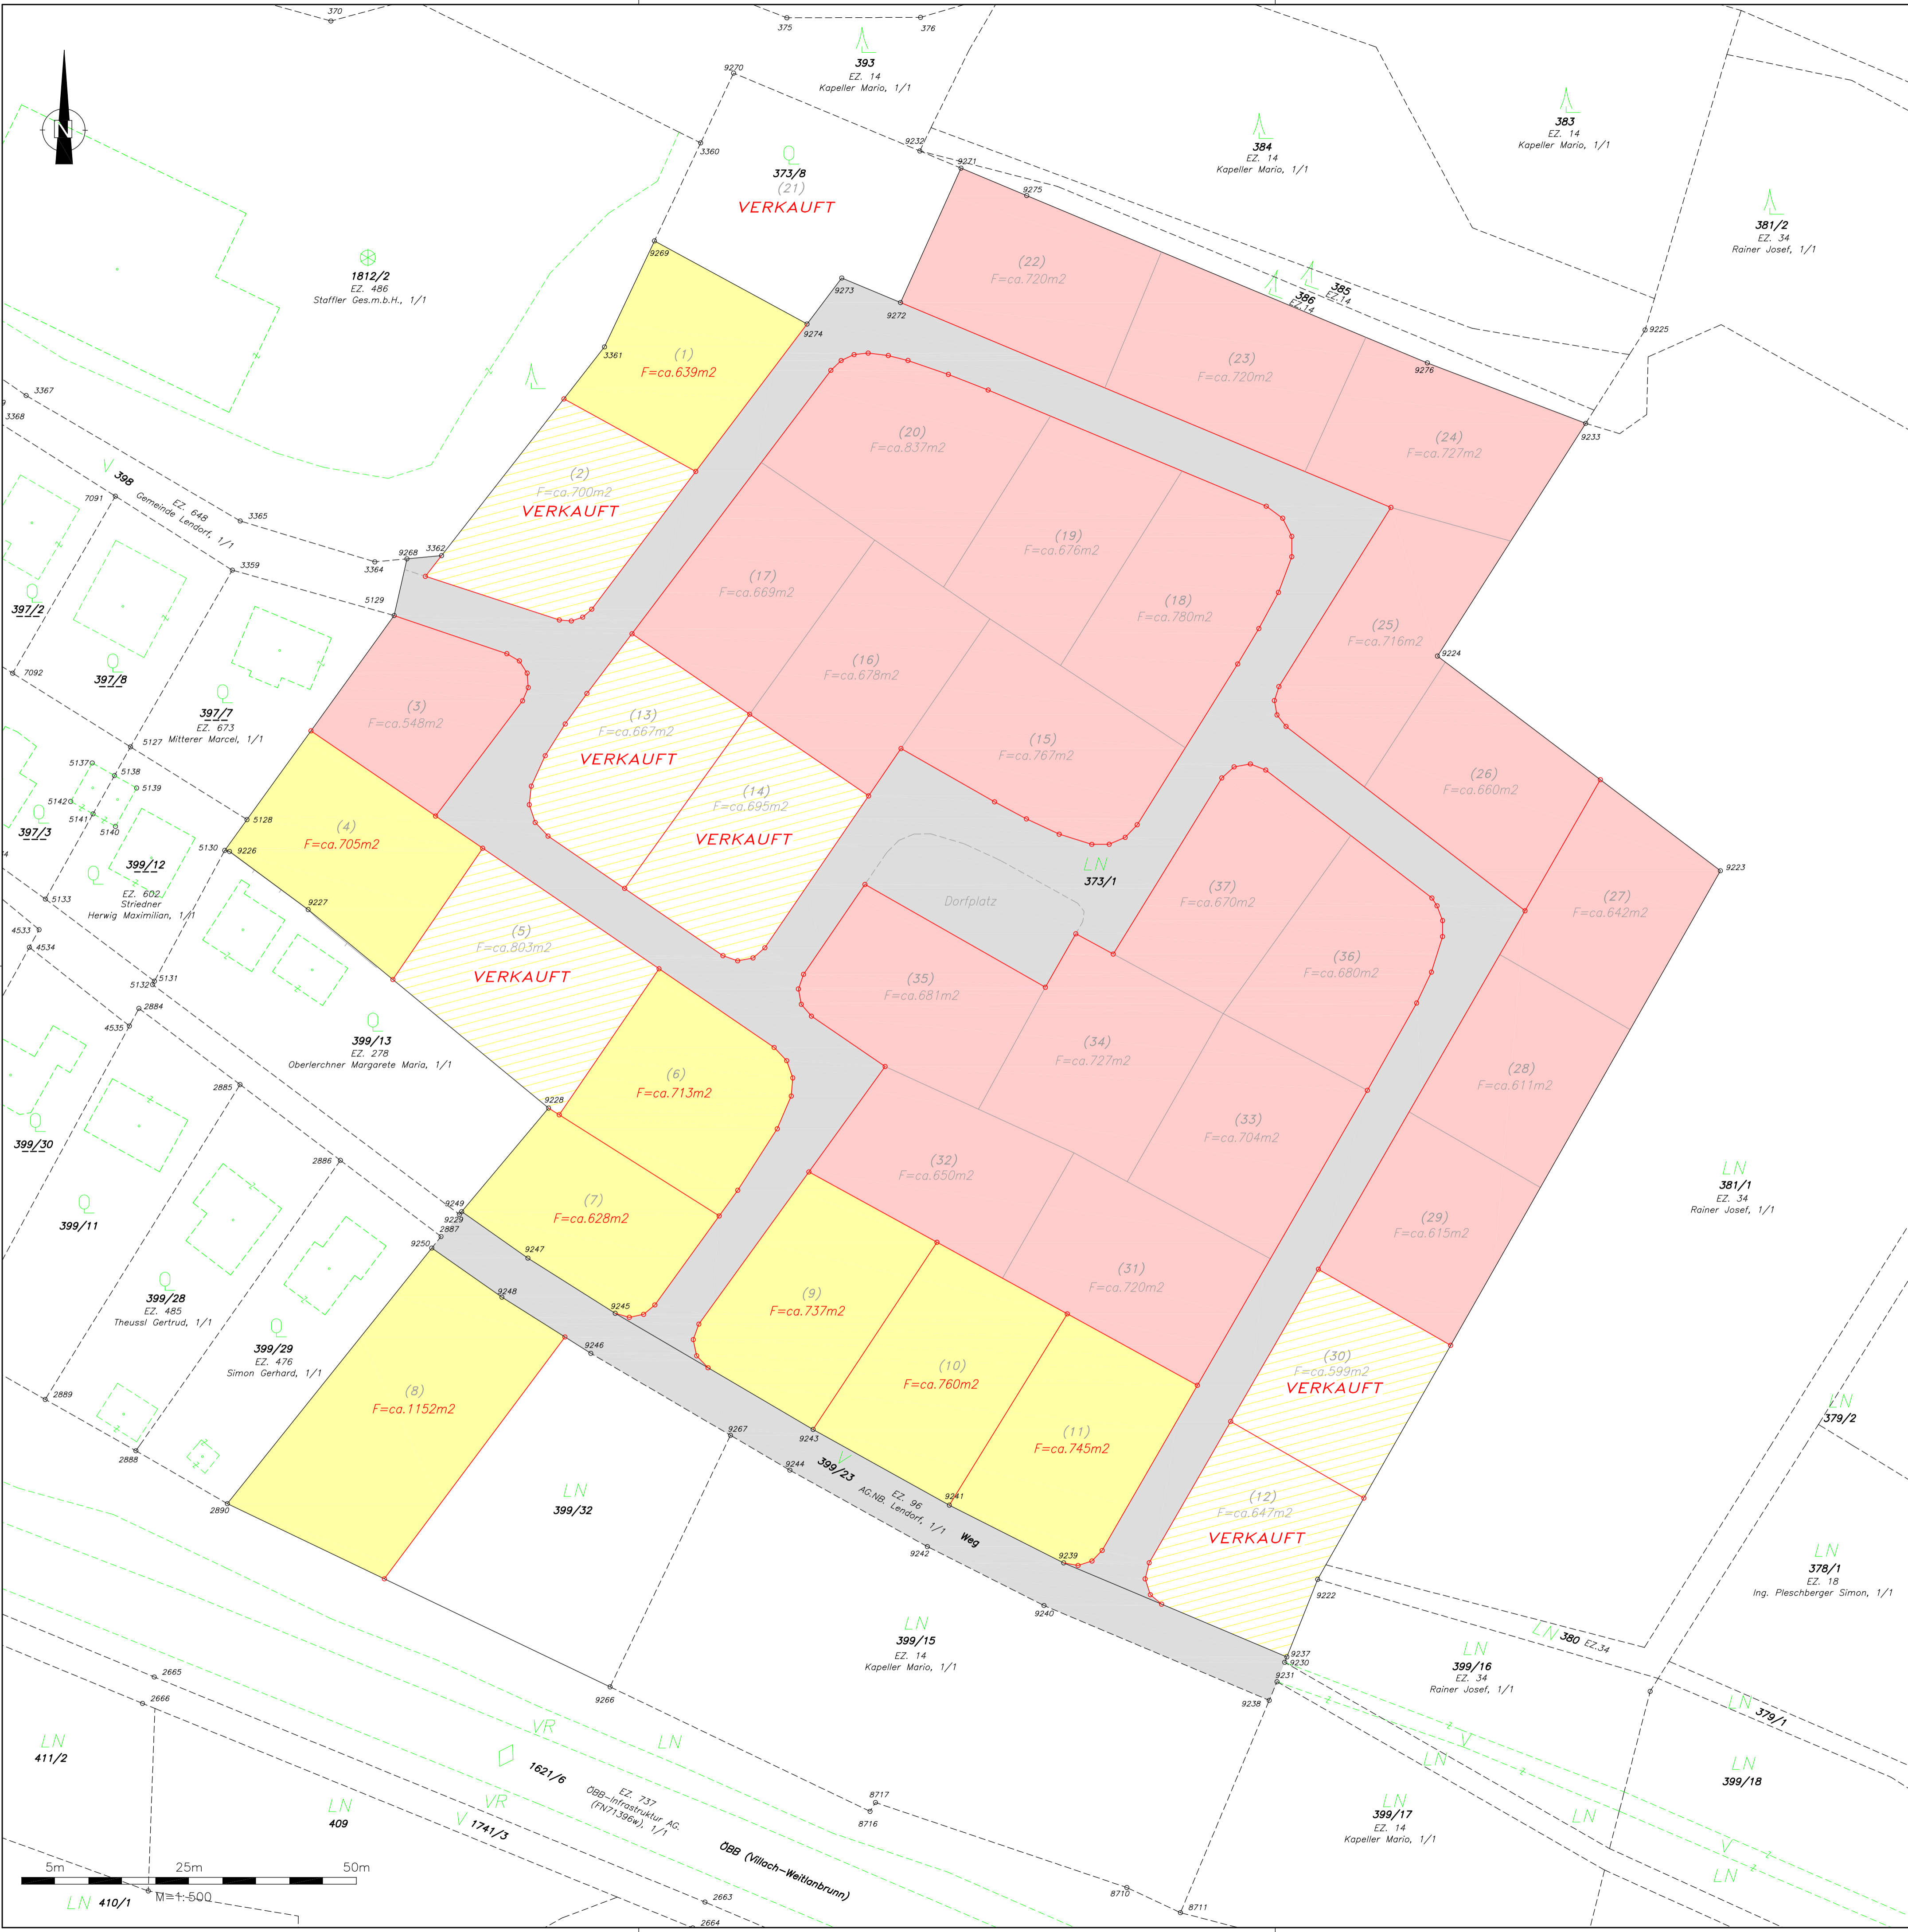 370
375
376
393
EZ. 14
Kapeller Mario, 1/1
9270
N
3360
9232
9271
9275
384
EZ. 14
Kapeller Mario, 1/1
383
EZ. 14
Kapeller Mario, 1/1
381/2
EZ. 34
Rainer Josef, 1/1
373/8
(21)
VERKAUFT
9269
1812/2
EZ. 486
Staffler Ges.m.b.H., 1/1
9273
9272
9274
(22)
F=ca.720m2
385
EZ.14
386
EZ.14
9225
3361
(1)
F=ca.639m2
(23)
F=ca.720m2
9276
3367
3368
(20)
F=ca.837m2
(24)
F=ca.727m2
9233
V
398
Gemeinde Lendorf, 1/1
EZ. 648
7091
3365
(2)
F=ca.700m2
VERKAUFT
(19)
F=ca.676m2
9268
3362
3364
3359
5129
(17)
F=ca.669m2
(18)
F=ca.780m2
(25)
F=ca.716m2
9224
397/2
397/8
7092
397/7
EZ. 673
Mitterer Marcel, 1/1
(16)
F=ca.678m2
(3)
F=ca.548m2
(13)
F=ca.667m2
VERKAUFT
(15)
F=ca.767m2
5127
5137
5138
5139
5142
5141
5140
397/3
(26)
F=ca.660m2
(14)
F=ca.695m2
VERKAUFT
5128
(4)
F=ca.705m2
5130
9226
399/12
EZ. 602
Striedner
Herwig Maximilian, 1/1
LN
373/1
9223
(37)
F=ca.670m2
Dorfplatz
(27)
F=ca.642m2
5133
9227
4533
4534
(5)
F=ca.803m2
VERKAUFT
(36)
F=ca.680m2
5131
5132
(35)
F=ca.681m2
2884
4535
399/13
EZ. 278
Oberlerchner Margarete Maria, 1/1
(34)
F=ca.727m2
(28)
F=ca.611m2
(6)
F=ca.713m2
2885
9228
399/30
(33)
F=ca.704m2
2886
(32)
F=ca.650m2
LN
381/1
EZ. 34
Rainer Josef, 1/1
9249
9229
2887
9250
(7)
F=ca.628m2
399/11
(29)
F=ca.615m2
9247
9248
399/28
EZ. 485
Theussl Gertrud, 1/1
(9)
F=ca.737m2
(31)
F=ca.720m2
9245
9246
399/29
EZ. 476
Simon Gerhard, 1/1
(10)
F=ca.760m2
(30)
F=ca.599m2
VERKAUFT
(8)
F=ca.1152m2
2889
LN
379/2
9267
9243
(11)
F=ca.745m2
2888
9244
V
399/23
EZ. 96
AG.NB. Lendorf, 1/1
Weg
9241
2890
LN
399/32
(12)
F=ca.647m2
VERKAUFT
9242
9239
9222
LN
378/1
EZ. 18
Ing. Pleschberger Simon, 1/1
9240
LN
399/15
EZ. 14
Kapeller Mario, 1/1
LN 380 EZ.34
LN
399/16
EZ. 34
Rainer Josef, 1/1
9237
9230
9231
9238
2665
2666
9266
LN 379/1
LN
411/2
VR
LN
V
LN
LN
399/18
1621/6
EZ. 737
ÖBB-Infrastruktur AG.
(FN71396w), 1/1
VR
V 1741/3
LN
409
8717
8716
LN
399/17
EZ. 14
Kapeller Mario, 1/1
LN
V
LN
ÖBB (Villach-Weitlanbrunn)
5m
25m
50m
M=1:500
LN 410/1
2663
2664
8710
8711